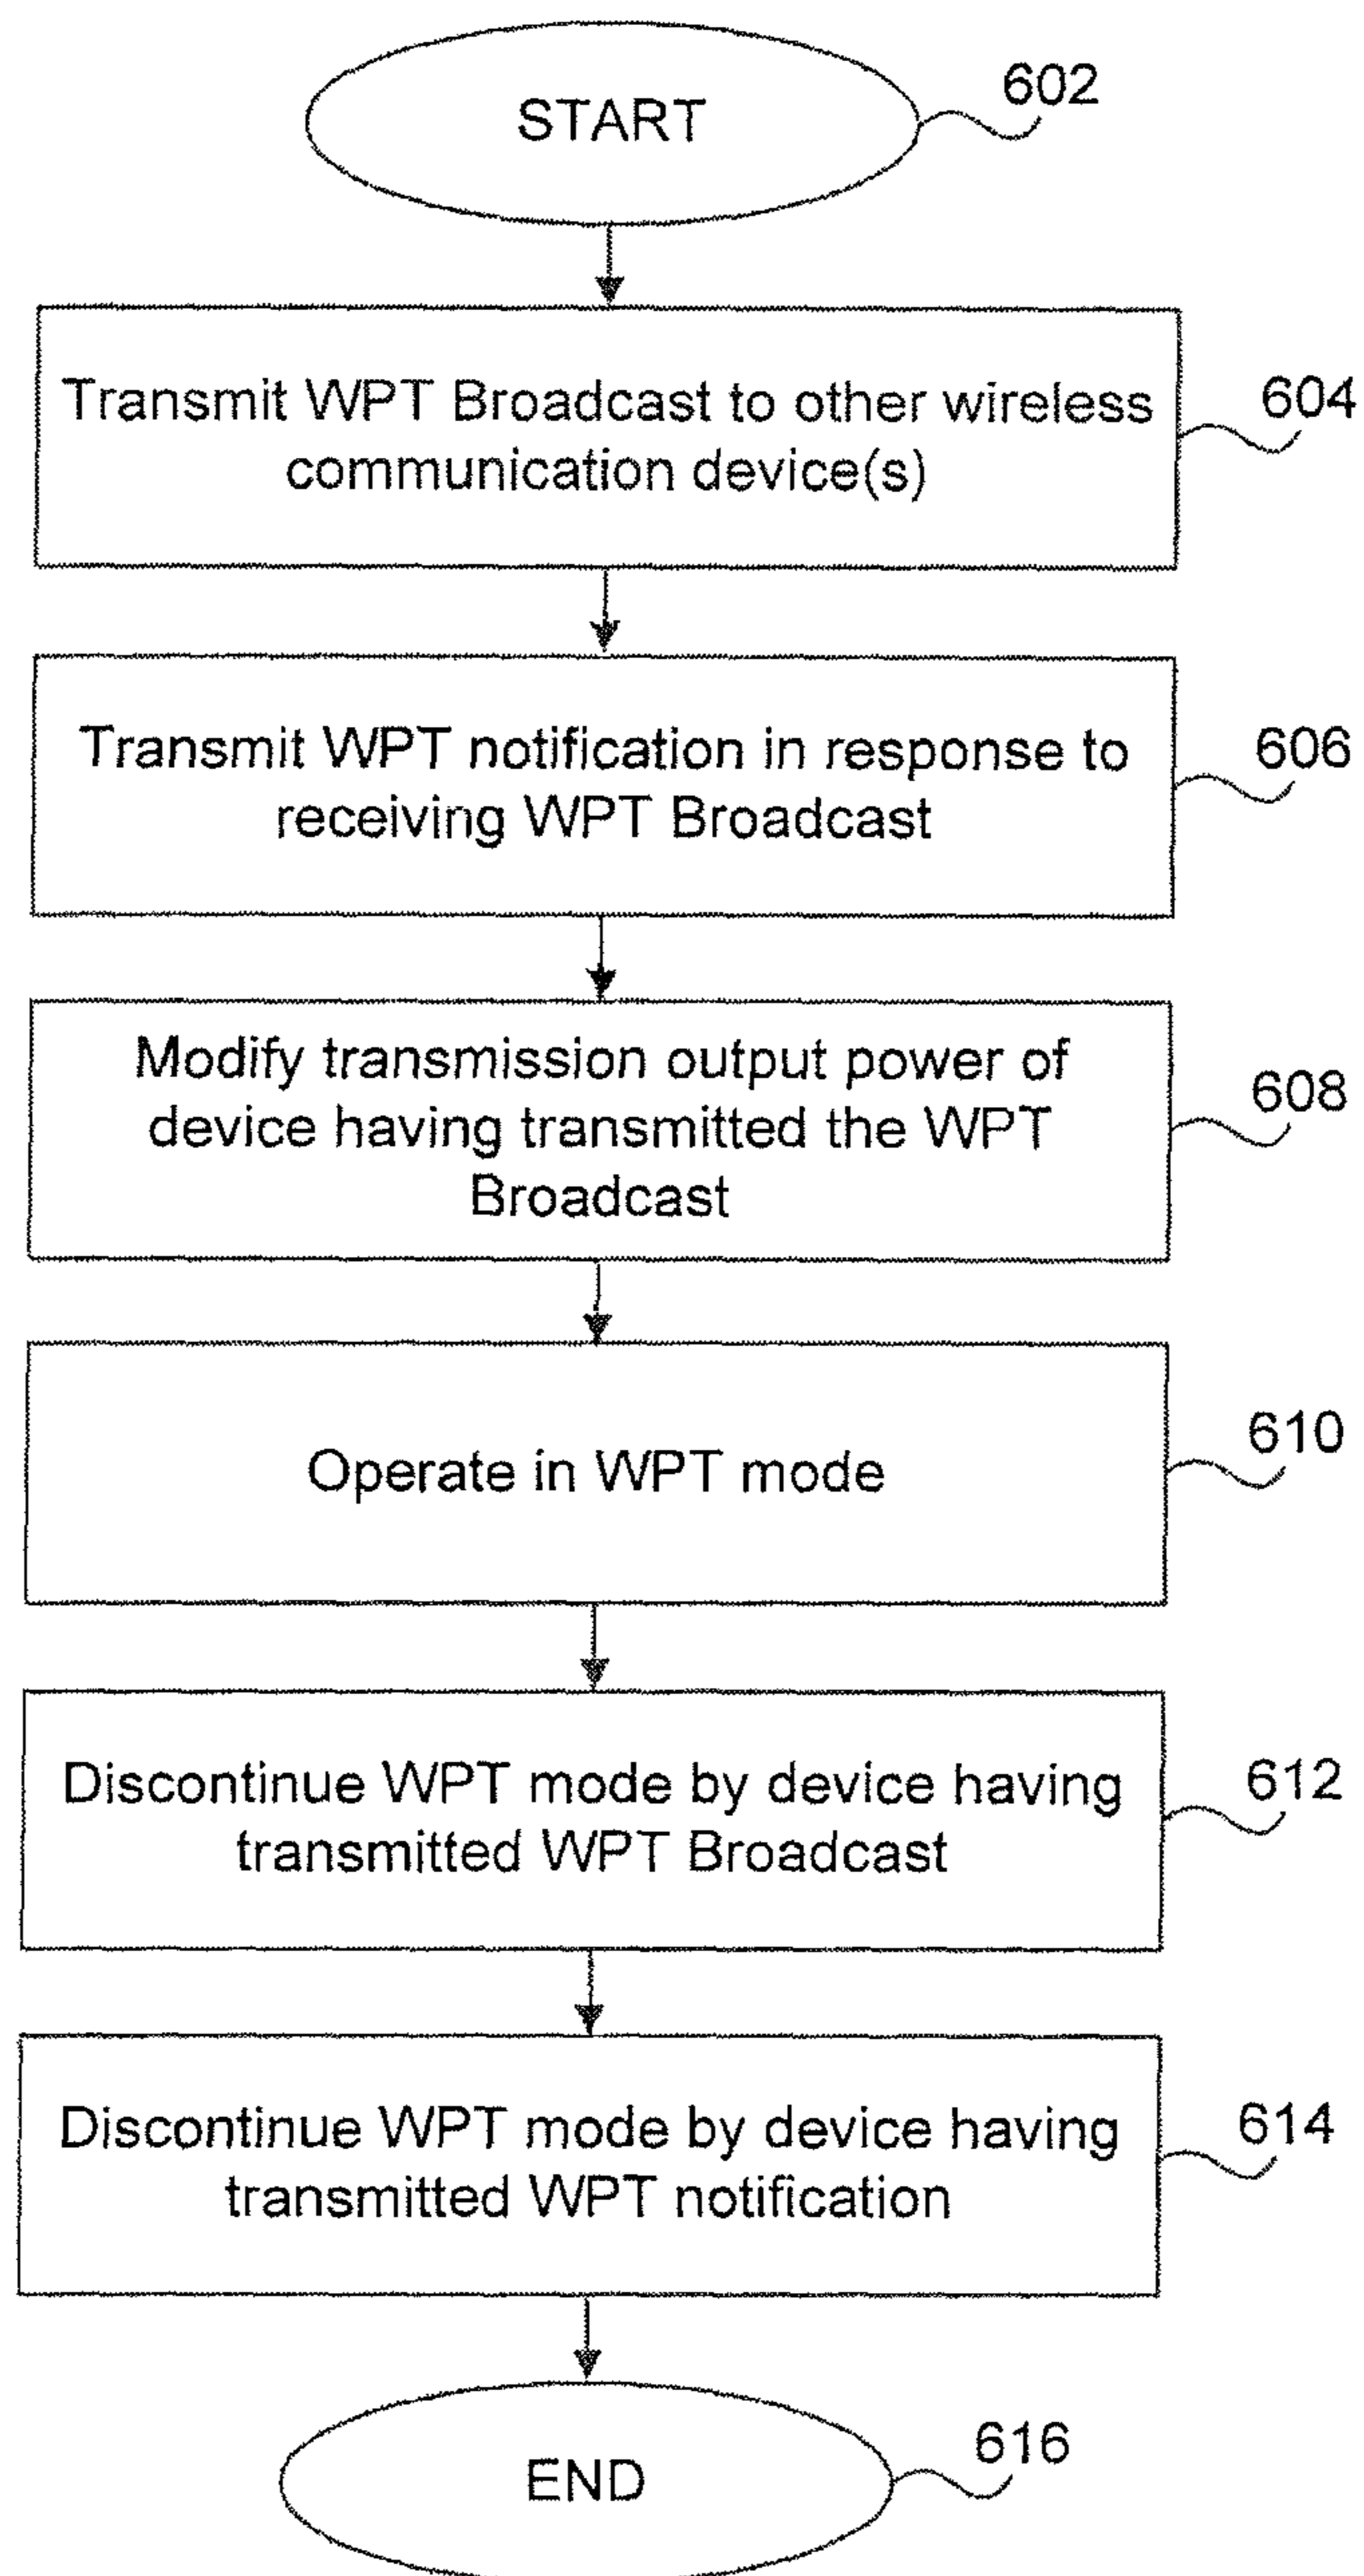 START
602
Transmit WPT Broadcast to other wireless
communication device(s)
604
Transmit WPT notification in response to
receiving WPT Broadcast
606
Modify transmission output power of
device having transmitted the WPT
Broadcast
608
Operate in WPT mode
610
Discontinue WPT mode by device having
transmitted WPT Broadcast
612
Discontinue WPT mode by device having
transmitted WPT notification
614
END
616